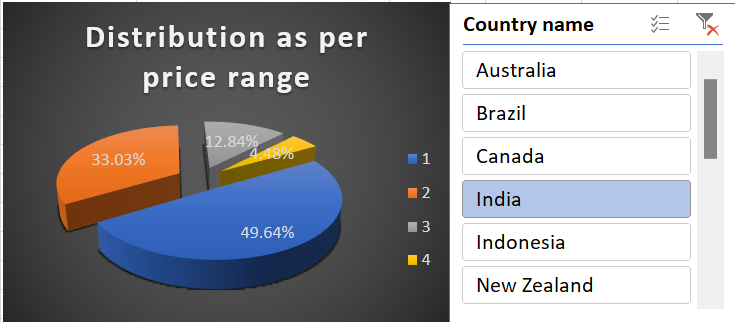 Distribution as per
price range
12.84%
4.48%
33.03%
49.64%
1
2
3
4
Country name
Australia
Brazil
Canada
India
Indonesia
New Zealand